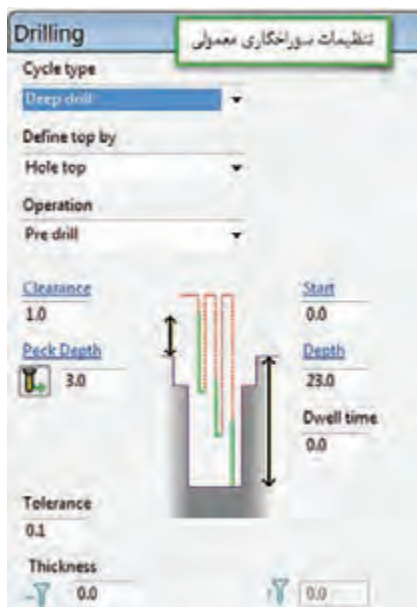 Drilling
تنظیمات سوراخکاری معمولی
Cycle type
Deep drill
Define top by
Hole top
Operation
Pre drill
Clearance
1.0
Start
0.0
Peck Depth
3.0
Depth
23.0
Dwell time
0.0
Tolerance
0.1
Thickness
0.0
0.0